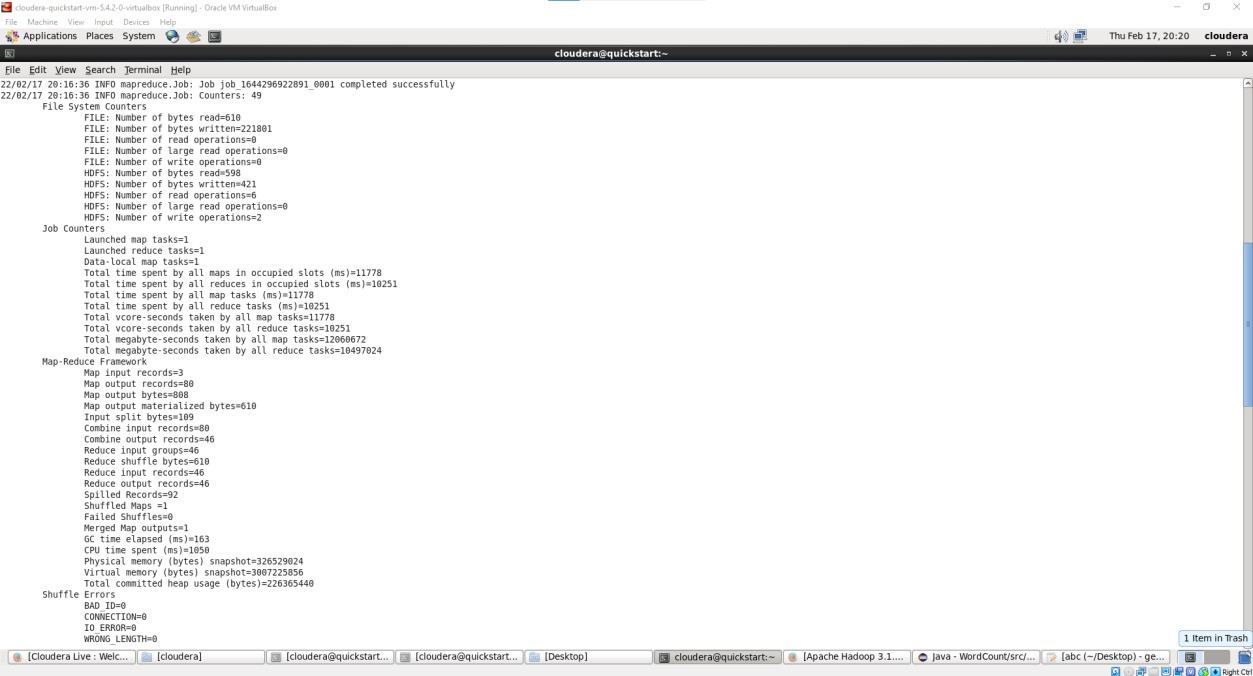 cloudera-quickstart-vm-5.4.2-0-virtualbox [Running] - Oracle VM VirtualBox
File Machine View Input Devices Help
Applications Places System Thu Feb 17, 20:20 cloudera
cloudera@quickstart:~
File Edit View Search Terminal Help
22/02/17 20:16:36 INFO mapreduce.Job: Job job_1644296922891_0001 completed successfully
22/02/17 20:16:36 INFO mapreduce.Job: Counters: 49
File System Counters
FILE: Number of bytes read=610
FILE: Number of bytes written=221801
FILE: Number of read operations=0
FILE: Number of large read operations=0
FILE: Number of write operations=0
HDFS: Number of bytes read=598
HDFS: Number of bytes written=421
HDFS: Number of read operations=6
HDFS: Number of large read operations=0
HDFS: Number of write operations=2
Job Counters
Launched map tasks=1
Launched reduce tasks=1
Data-local map tasks=1
Total time spent by all maps in occupied slots (ms)=11778
Total time spent by all reduces in occupied slots (ms)=10251
Total time spent by all map tasks (ms)=11778
Total time spent by all reduce tasks (ms)=10251
Total vcore-seconds taken by all map tasks=11778
Total vcore-seconds taken by all reduce tasks=10251
Total megabyte-seconds taken by all map tasks=12060672
Total megabyte-seconds taken by all reduce tasks=10497024
Map-Reduce Framework
Map input records=3
Map output records=80
Map output bytes=808
Map output materialized bytes=610
Input split bytes=109
Combine input records=80
Combine output records=46
Reduce input groups=46
Reduce shuffle bytes=610
Reduce input records=46
Reduce output records=46
Spilled Records=92
Shuffled Maps =1
Failed Shuffles=0
Merged Map outputs=1
GC time elapsed (ms)=163
CPU time spent (ms)=1050
Physical memory (bytes) snapshot=326529024
Virtual memory (bytes) snapshot=3007225856
Total committed heap usage (bytes)=226365440
Shuffle Errors
BAD_ID=0
CONNECTION=0
IO_ERROR=0
WRONG_LENGTH=0
1 Item in Trash
[Cloudera Live : Welc... [cloudera] [cloudera@quickstart... [cloudera@quickstart... [Desktop] cloudera@quickstart:~ [Apache Hadoop 3.1.... Java - WordCount/src/... [abc (~/Desktop) - ge...
Right Ctrl